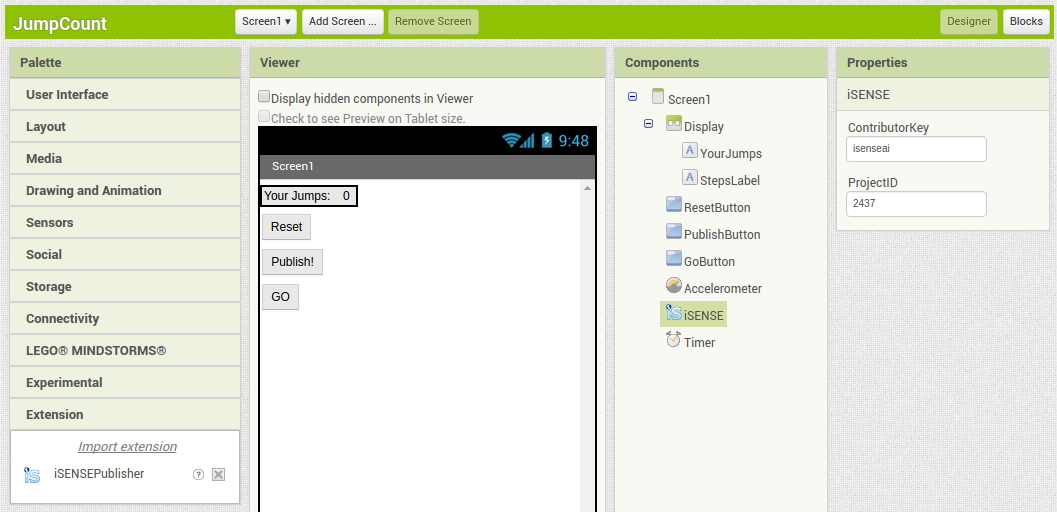 JumpCount
Screen1 ▾ Add Screen ... Remove Screen
Designer Blocks
Palette
User Interface
Layout
Media
Drawing and Animation
Sensors
Social
Storage
Connectivity
LEGO® MINDSTORMS®
Experimental
Extension
Import extension
iSENSEPublisher ?
Viewer
Display hidden components in Viewer
Check to see Preview on Tablet size.
9:48
Screen1
Your Jumps: 0
Reset
Publish!
GO
Components
Screen1
Display
A YourJumps
A StepsLabel
ResetButton
PublishButton
GoButton
Accelerometer
iS iSENSE
Timer
Properties
iSENSE
ContributorKey
isenseai
ProjectID
2437